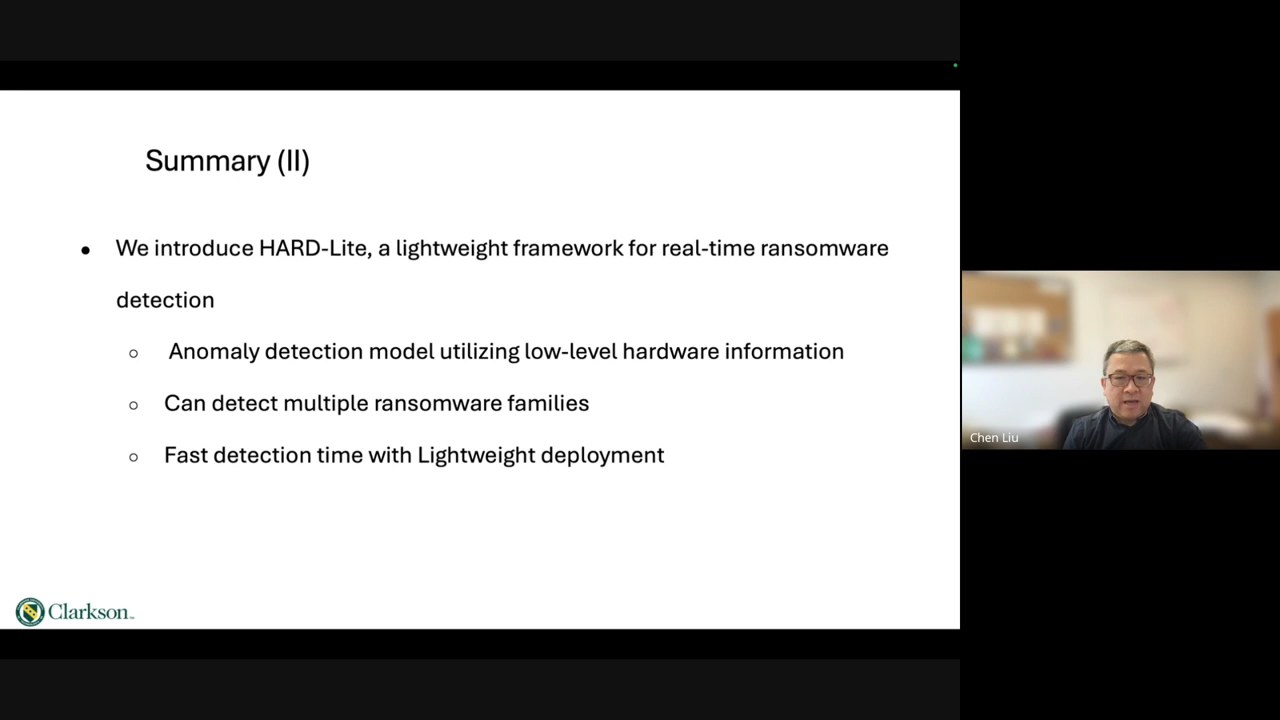 Summary (II)
● We introduce HARD-Lite, a lightweight framework for real-time ransomware
detection
○ Anomaly detection model utilizing low-level hardware information
○ Can detect multiple ransomware families
○ Fast detection time with Lightweight deployment
Clarkson
Chen Liu